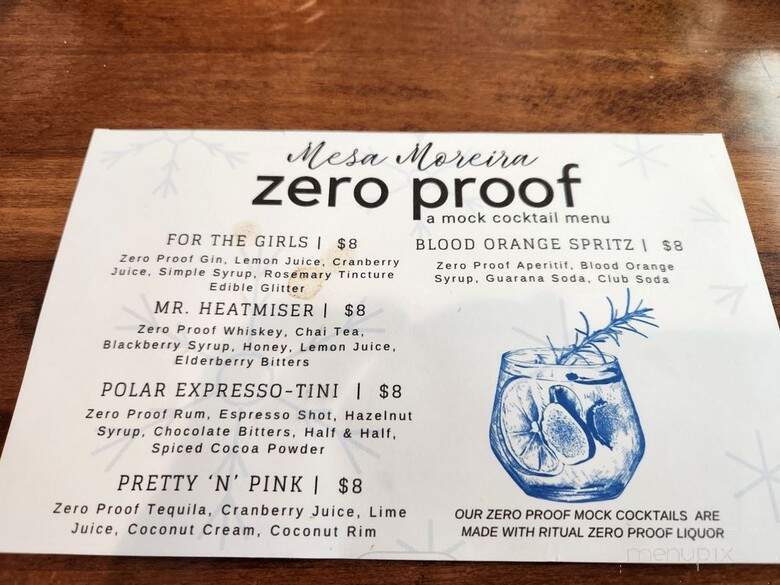 Mesa Moreira
zero proof
a mock cocktail menu
FOR THE GIRLS | $8
Zero Proof Gin, Lemon Juice, Cranberry
Juice, Simple Syrup, Rosemary Tincture
Edible Glitter
MR. HEATMISER | $8
Zero Proof Whiskey, Chai Tea,
Blackberry Syrup, Honey, Lemon Juice,
Elderberry Bitters
POLAR EXPRESSO-TINI | $8
Zero Proof Rum, Espresso Shot, Hazelnut
Syrup, Chocolate Bitters, Half & Half,
Spiced Cocoa Powder
PRETTY 'N' PINK | $8
Zero Proof Tequila, Cranberry Juice, Lime
Juice, Coconut Cream, Coconut Rim
BLOOD ORANGE SPRITZ | $8
Zero Proof Aperitif, Blood Orange
Syrup, Guarana Soda, Club Soda
OUR ZERO PROOF MOCK COCKTAILS ARE
MADE WITH RITUAL ZERO PROOF LIQUOR
menupix